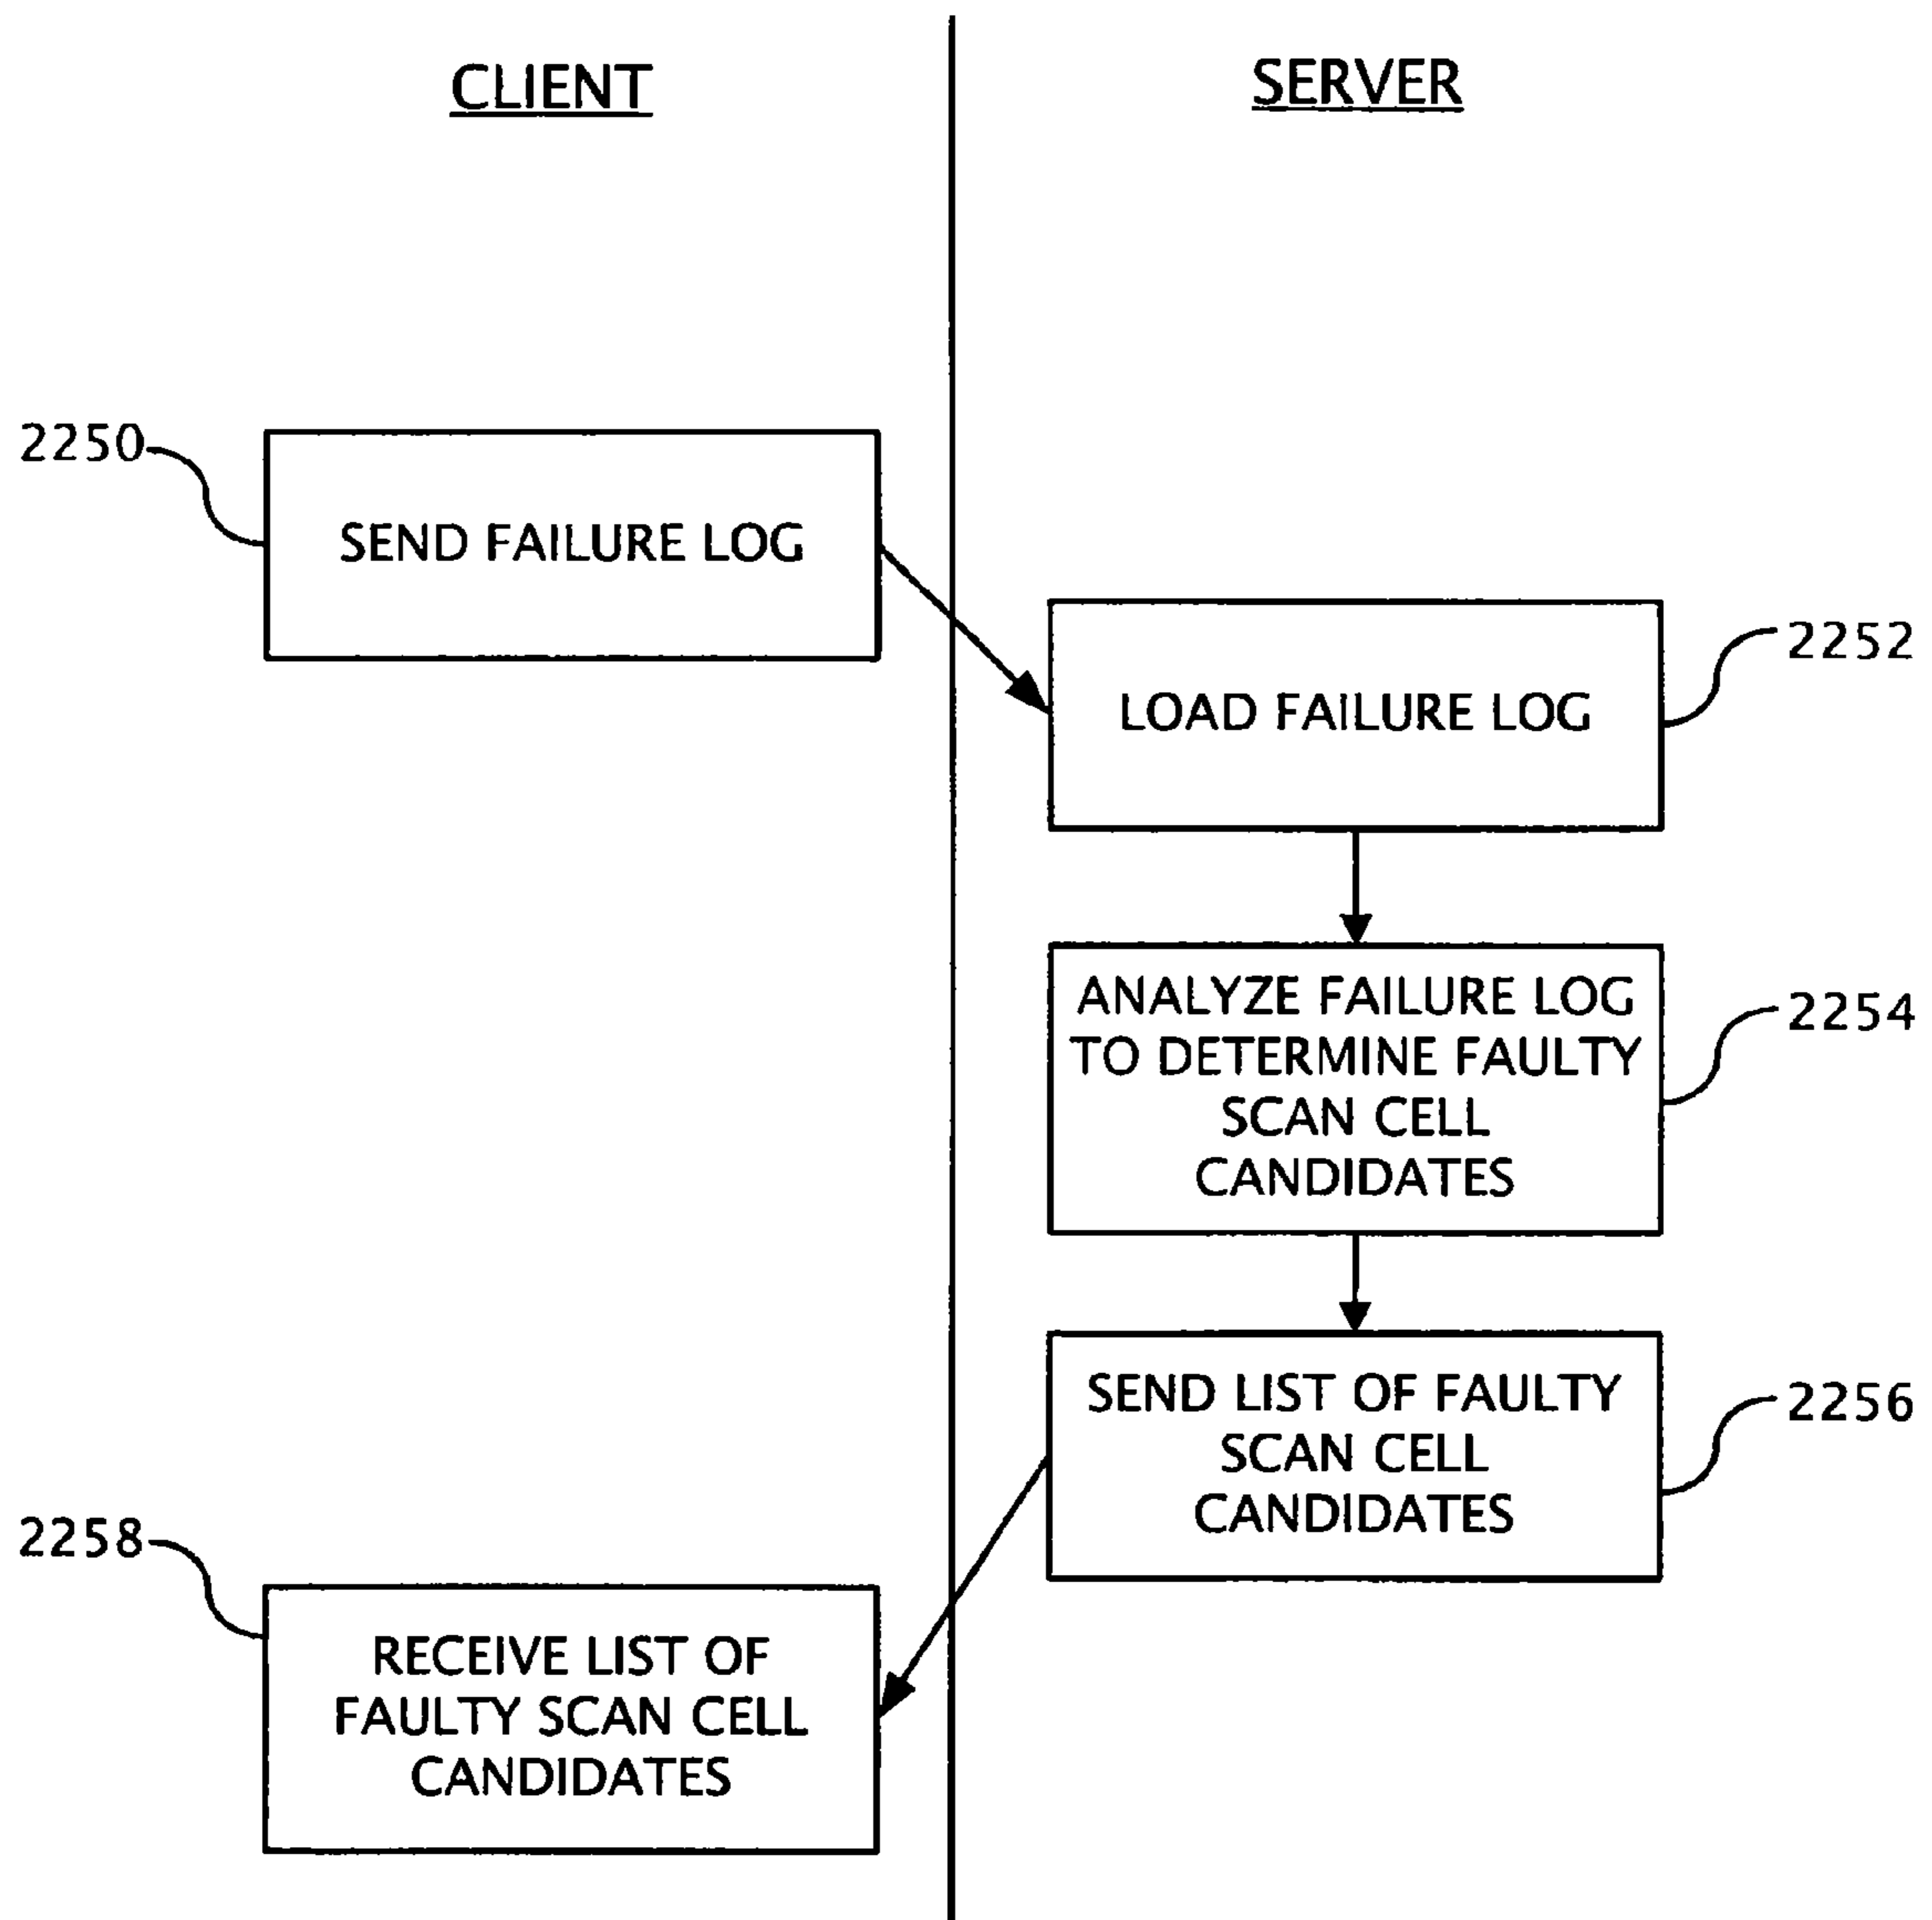 CLIENT
SERVER
2250
SEND FAILURE LOG
2252
LOAD FAILURE LOG
ANALYZE FAILURE LOG
TO DETERMINE FAULTY
SCAN CELL
CANDIDATES
2254
SEND LIST OF FAULTY
SCAN CELL
CANDIDATES
2256
2258
RECEIVE LIST OF
FAULTY SCAN CELL
CANDIDATES